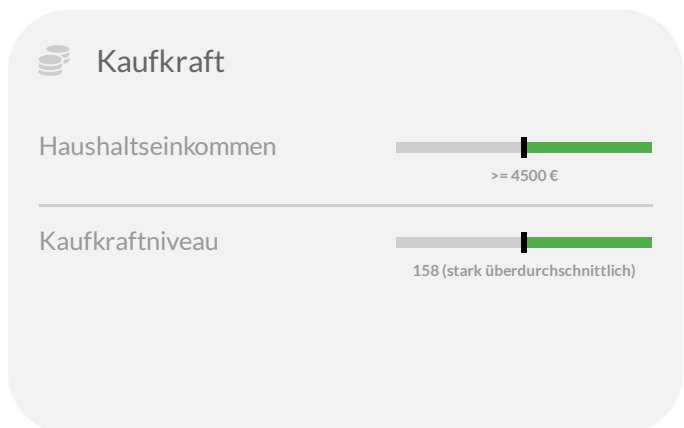 Kaufkraft
Haushaltseinkommen
>= 4500 €
Kaufkraftniveau
158 (stark überdurchschnittlich)